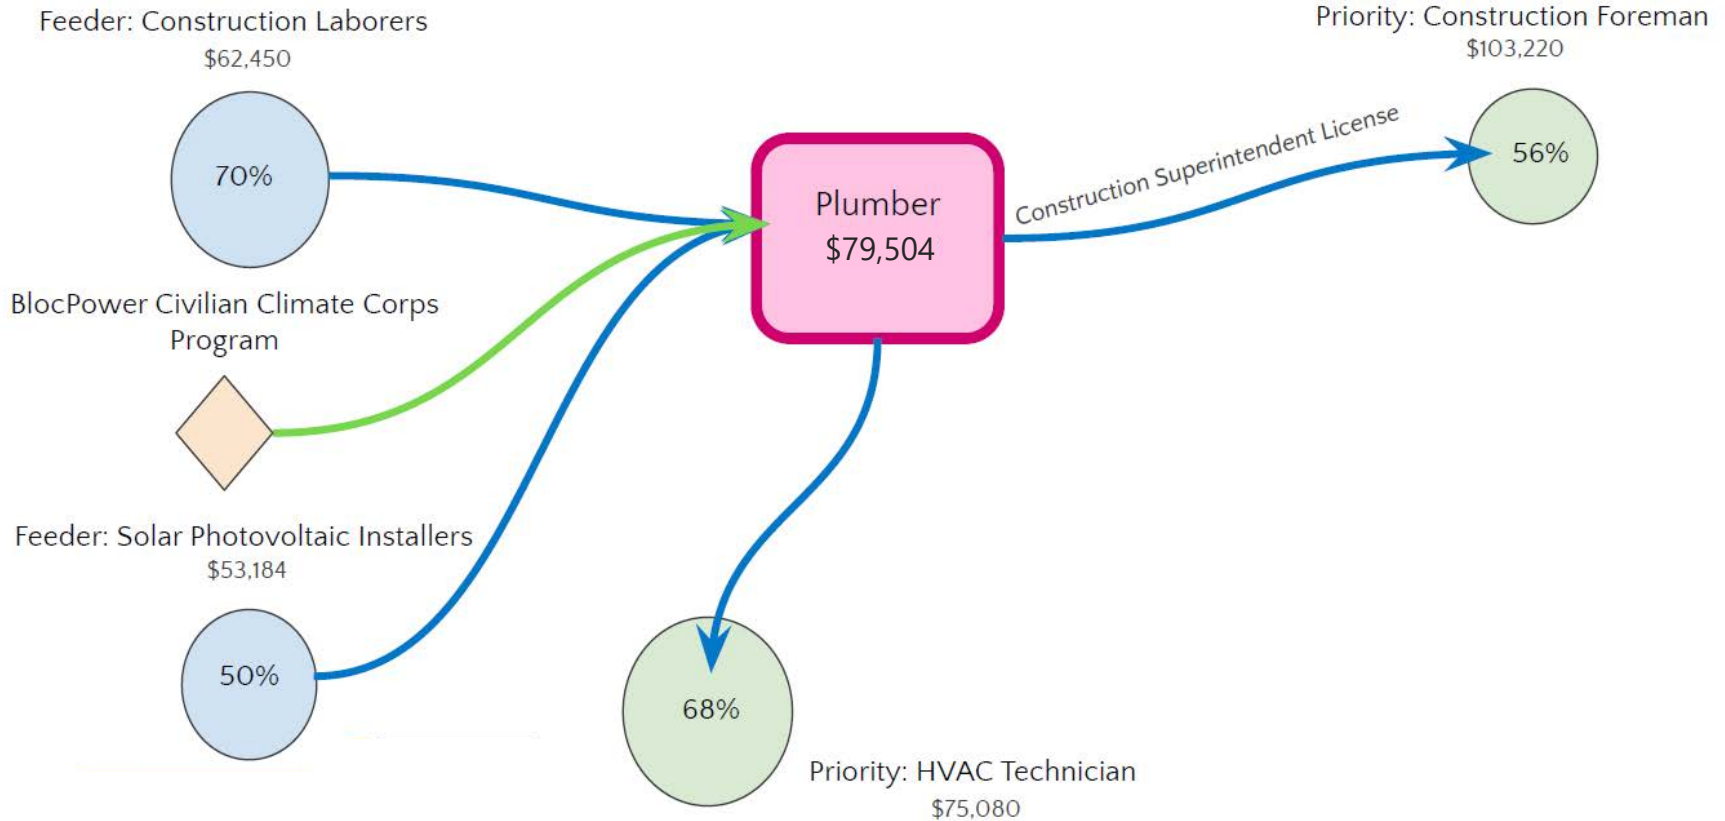 Feeder: Construction Laborers
$62,450
70%
BlocPower Civilian Climate Corps
Program
Feeder: Solar Photovoltaic Installers
$53,184
50%
Plumber
$79,504
Construction Superintendent License
Priority: Construction Foreman
$103,220
56%
68%
Priority: HVAC Technician
$75,080